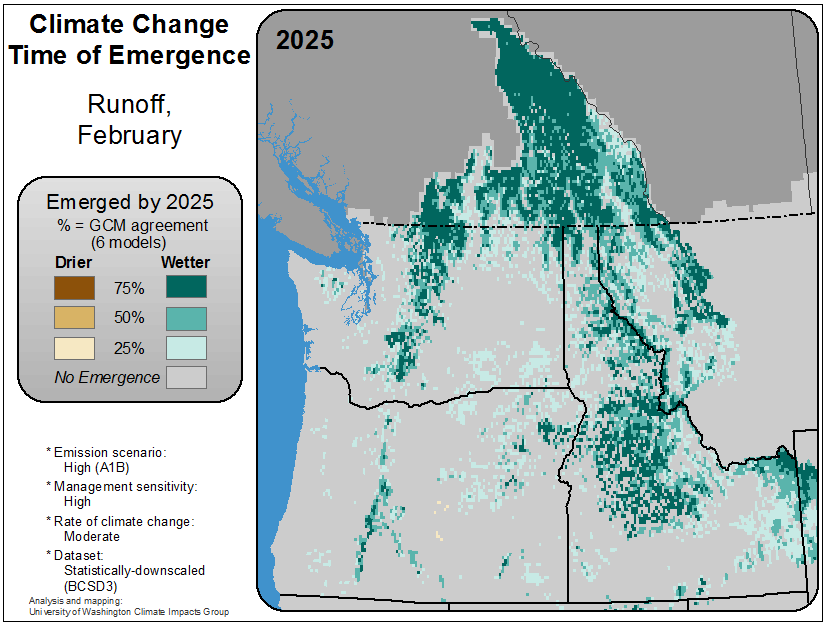 Climate Change
Time of Emergence
Runoff,
February
2025
Emerged by 2025
% = GCM agreement
(6 models)
Drier Wetter
75%
50%
25%
No Emergence
* Emission scenario:
High (A1B)
* Management sensitivity:
High
* Rate of climate change:
Moderate
* Dataset:
Statistically-downscaled
(BCSD3)
Analysis and mapping:
University of Washington Climate Impacts Group